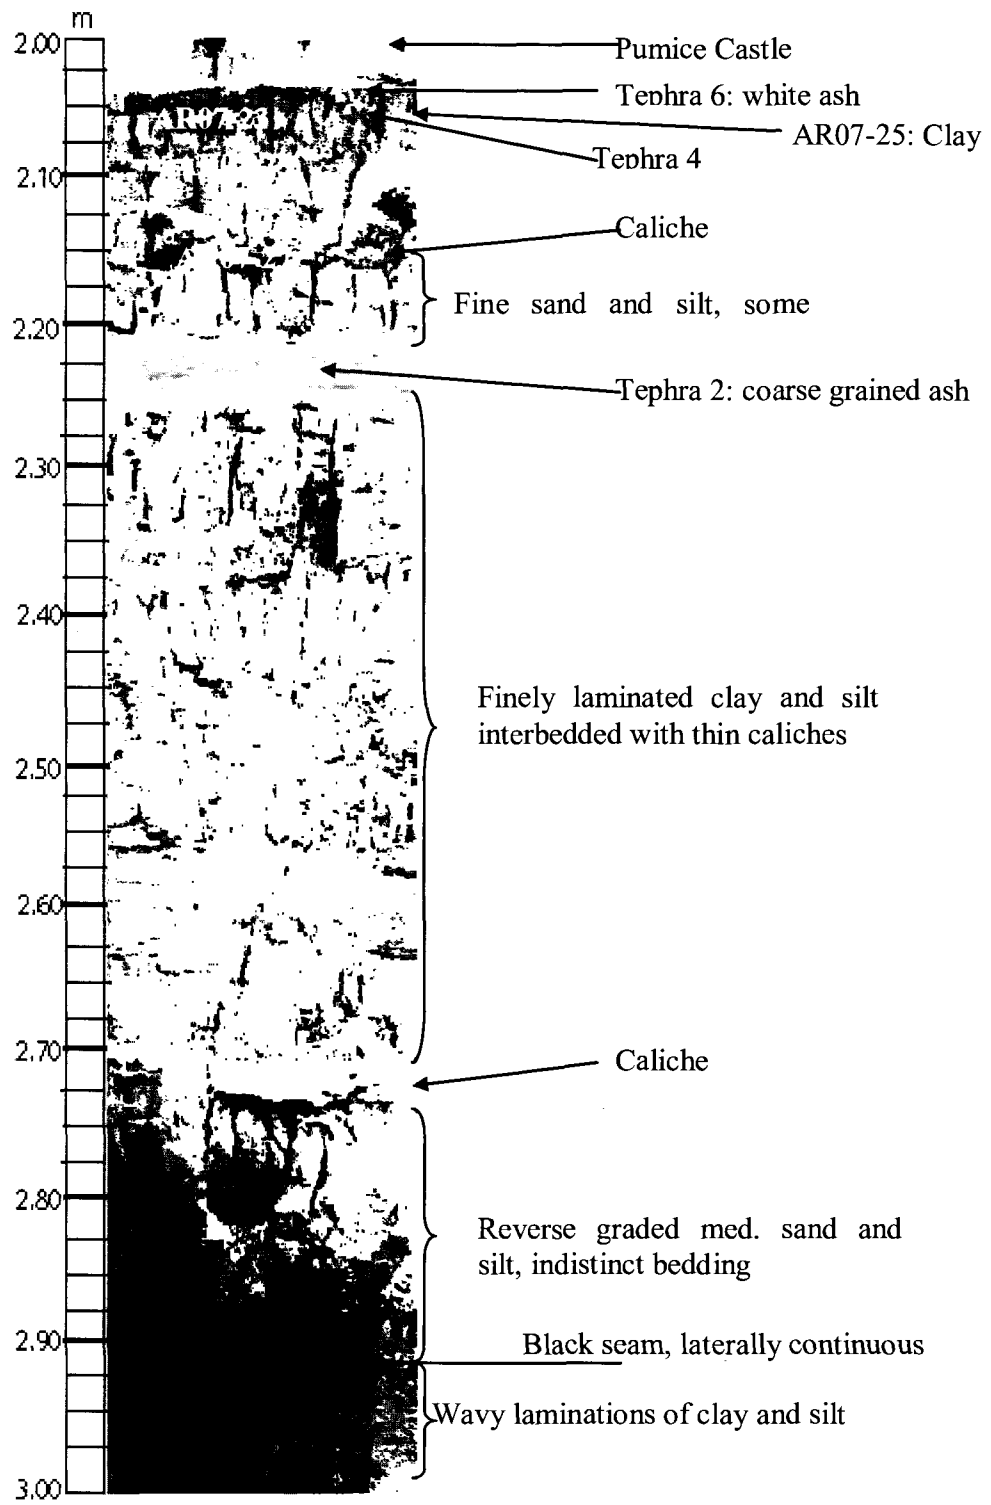 m
2.00
Pumice Castle
Tephra 6: white ash
AR07-25: Clay
Tephra 4
2.10
Caliche
Fine sand and silt, some
2.20
Tephra 2: coarse grained ash
2.30
2.40
Finely laminated clay and silt
interbedded with thin caliches
2.50
2.60
2.70
Caliche
2.80
Reverse graded med. sand and
silt, indistinct bedding
2.90
Black seam, laterally continuous
Wavy laminations of clay and silt
3.00